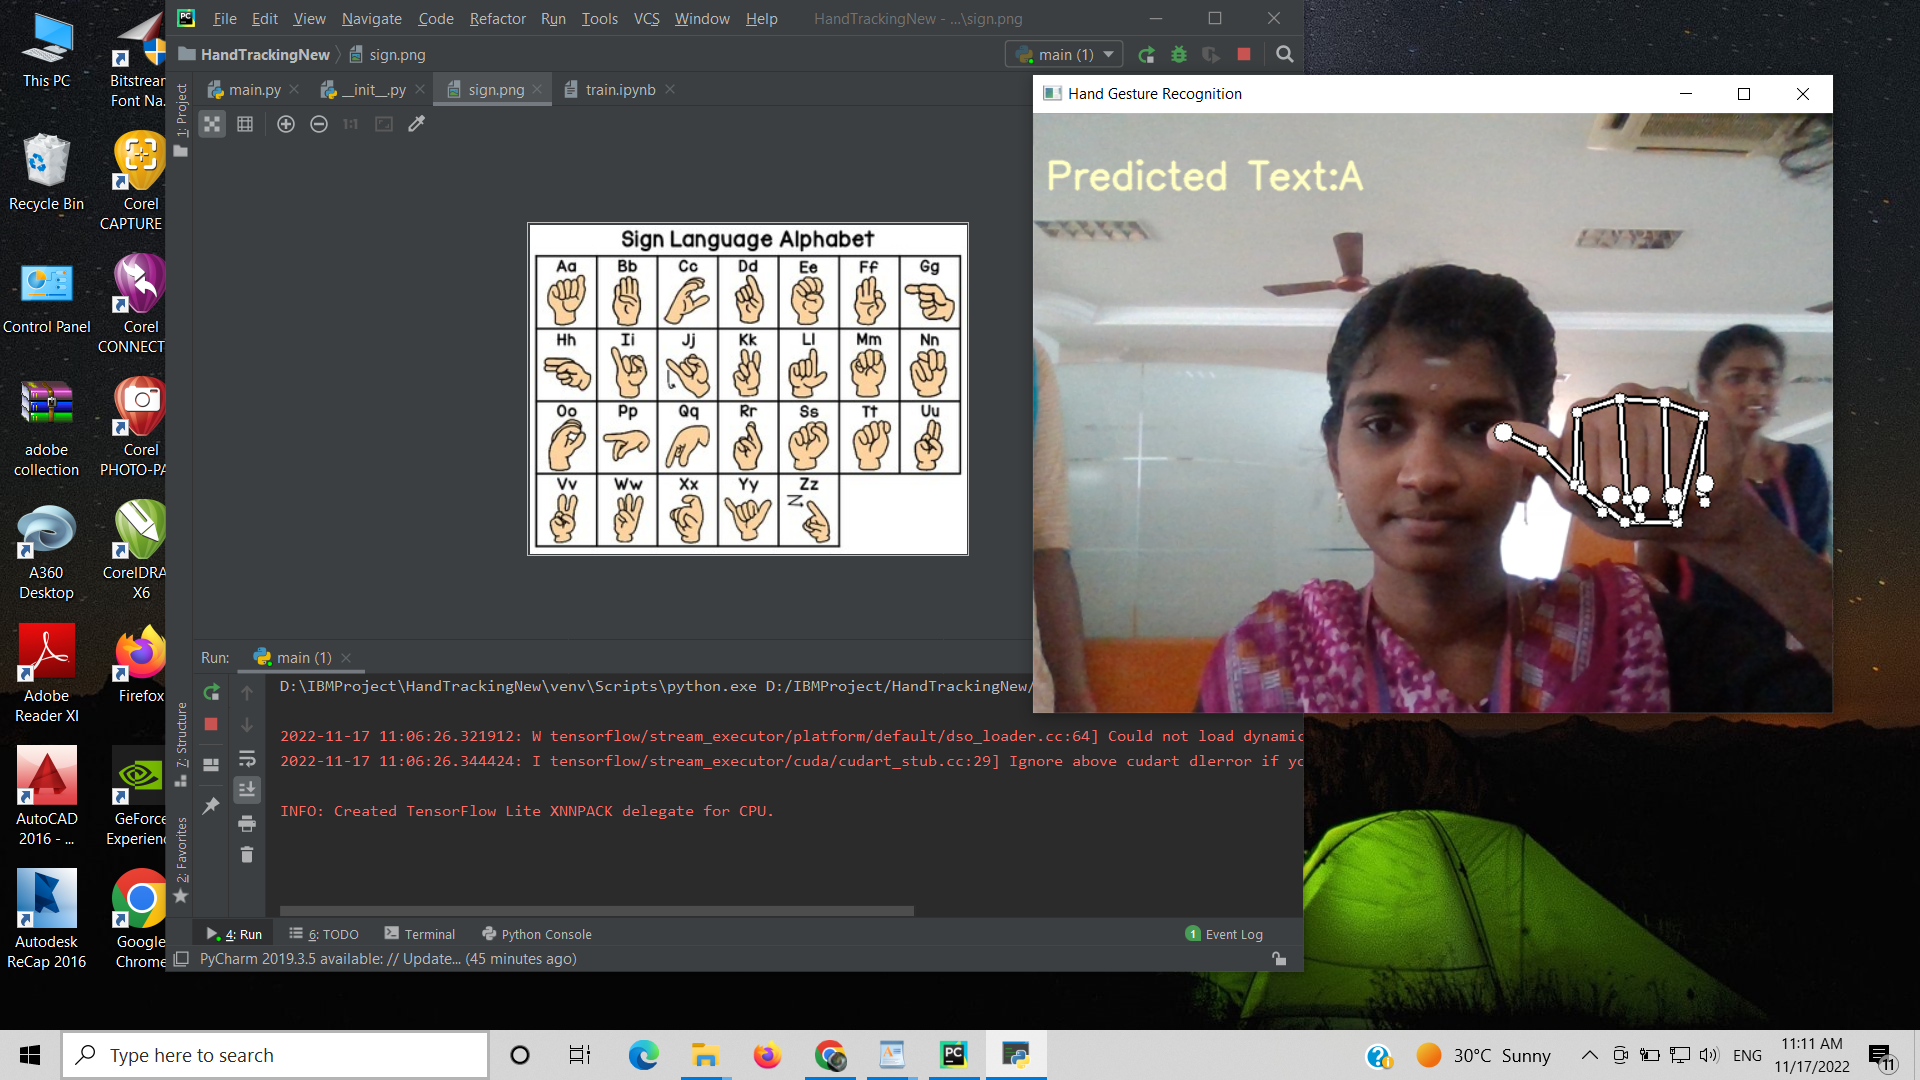 This PC
Bitstream
Font Na...
Recycle Bin
Corel
CAPTURE
Control Panel
Corel
CONNECT
adobe
collection
Corel
PHOTO-PA
A360
Desktop
CorelDRA
X6
Adobe
Reader XI
Firefox
AutoCAD
2016 - ...
GeForce
Experienc
Autodesk
ReCap 2016
Google
Chrome
PC
File Edit View Navigate Code Refactor Run Tools VCS Window Help HandTrackingNew - ...\sign.png
HandTrackingNew sign.png
main (1)
main.py __init__.py sign.png train.ipynb
1: Project
1:1
Sign Language Alphabet
Aa Bb Cc Dd Ee Ff Gg
Hh Ii Jj Kk Ll Mm Nn
Oo Pp Qq Rr Ss Tt Uu
Vv Ww Xx Yy Zz
Z
Hand Gesture Recognition
Predicted Text:A
Run: main (1)
D:\IBMProject\HandTrackingNew\venv\Scripts\python.exe D:/IBMProject/HandTrackingNew/
2022-11-17 11:06:26.321912: W tensorflow/stream_executor/platform/default/dso_loader.cc:64] Could not load dynamic
2022-11-17 11:06:26.344424: I tensorflow/stream_executor/cuda/cudart_stub.cc:29] Ignore above cudart dlerror if yo
INFO: Created TensorFlow Lite XNNPACK delegate for CPU.
7: Structure
2: Favorites
4: Run 6: TODO Terminal Python Console
1 Event Log
PyCharm 2019.3.5 available: // Update... (45 minutes ago)
Type here to search
PC
30°C Sunny
ENG
11:11 AM
11/17/2022
11